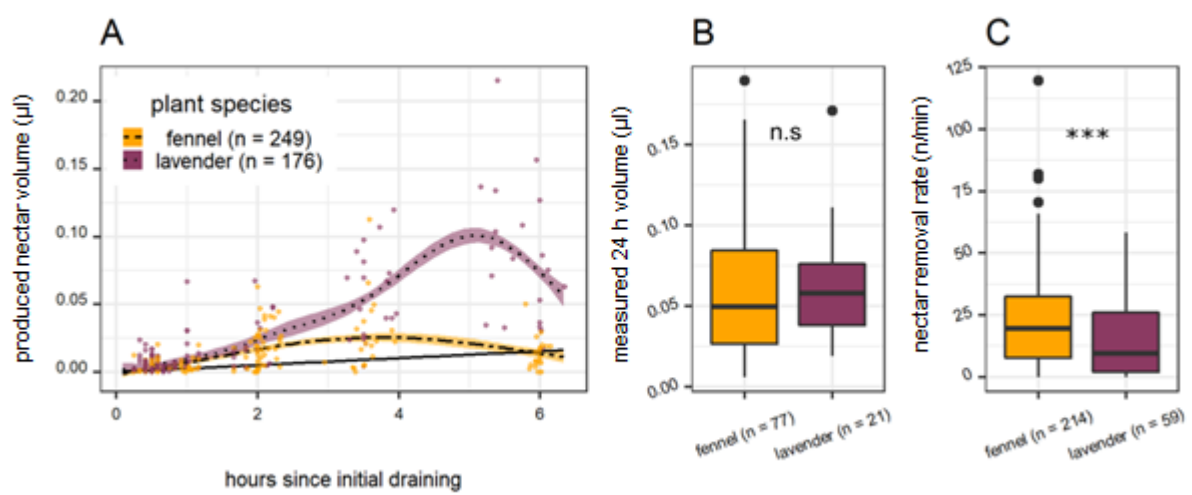 A
produced nectar volume (µl)
0.20
0.15
0.10
0.05
0.00
plant species
fennel (n = 249)
lavender (n = 176)
0
2
4
6
hours since initial draining
B
measured 24 h volume (µl)
0.15
0.10
0.05
0.00
n.s
fennel (n = 77)
lavender (n = 21)
C
nectar removal rate (n/min)
125
100
75
50
25
0
***
fennel (n = 214)
lavender (n = 59)